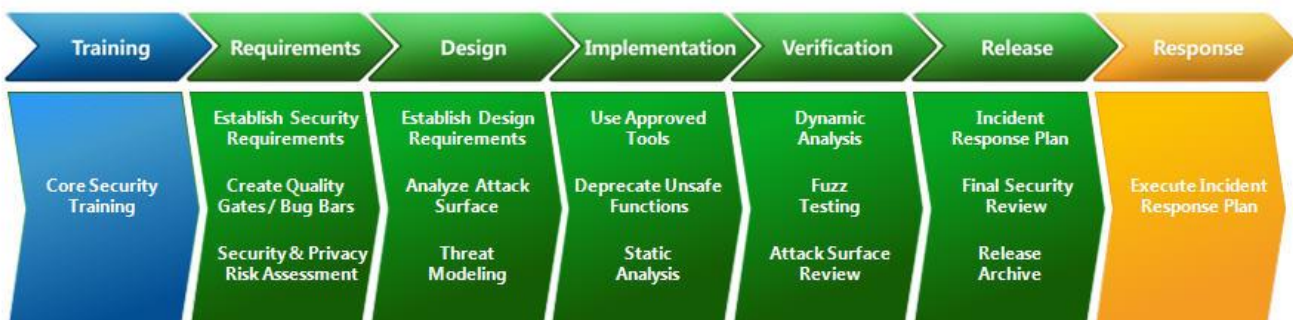 Training
Requirements
Design
Implementation
Verification
Release
Response
Core Security
Training
Establish Security
Requirements
Create Quality
Gates / Bug Bars
Security & Privacy
Risk Assessment
Establish Design
Requirements
Analyze Attack
Surface
Threat
Modeling
Use Approved
Tools
Deprecate Unsafe
Functions
Static
Analysis
Dynamic
Analysis
Fuzz
Testing
Attack Surface
Review
Incident
Response Plan
Final Security
Review
Release
Archive
Execute Incident
Response Plan